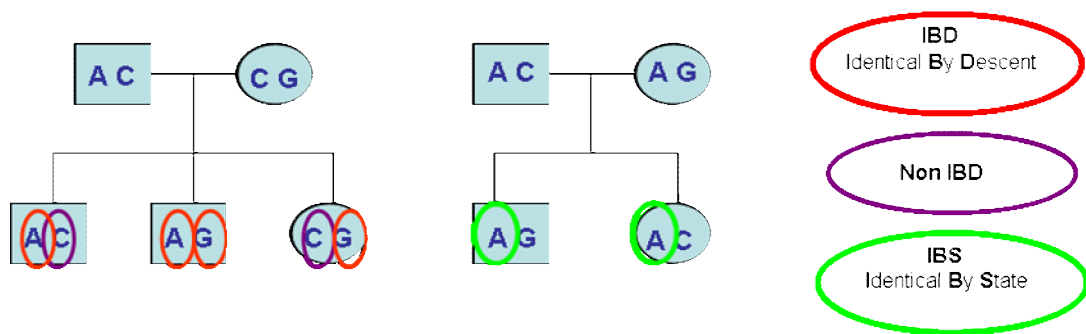 A C
C G
A C
A G
C G
A C
A G
A G
A C
IBD
Identical By Descent
Non IBD
IBS
Identical By State